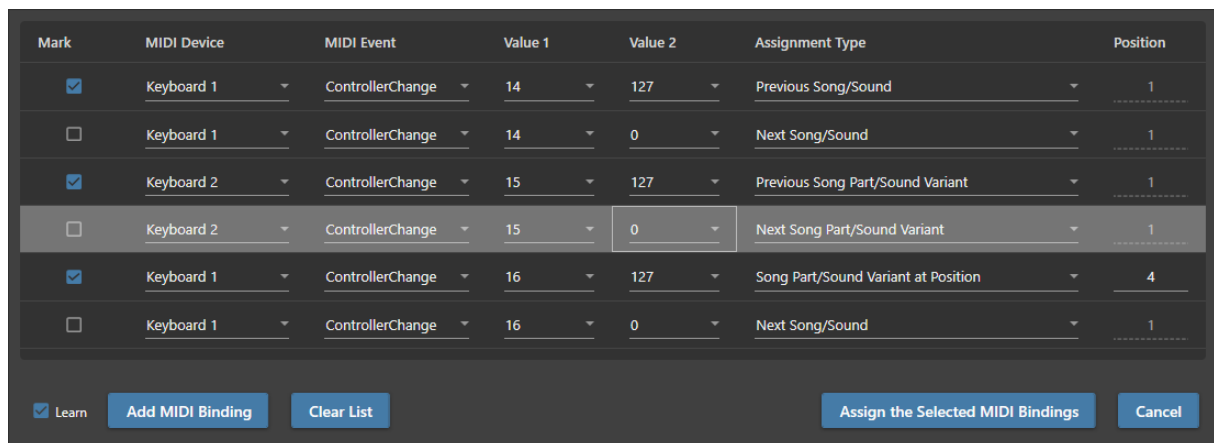 Mark MIDI Device MIDI Event Value 1 Value 2 Assignment Type Position
Keyboard 1 ControllerChange 14 127 Previous Song/Sound 1
Keyboard 1 ControllerChange 14 0 Next Song/Sound 1
Keyboard 2 ControllerChange 15 127 Previous Song Part/Sound Variant 1
Keyboard 2 ControllerChange 15 0 Next Song Part/Sound Variant 1
Keyboard 1 ControllerChange 16 127 Song Part/Sound Variant at Position 4
Keyboard 1 ControllerChange 16 0 Next Song/Sound 1
Learn Add MIDI Binding Clear List Assign the Selected MIDI Bindings Cancel